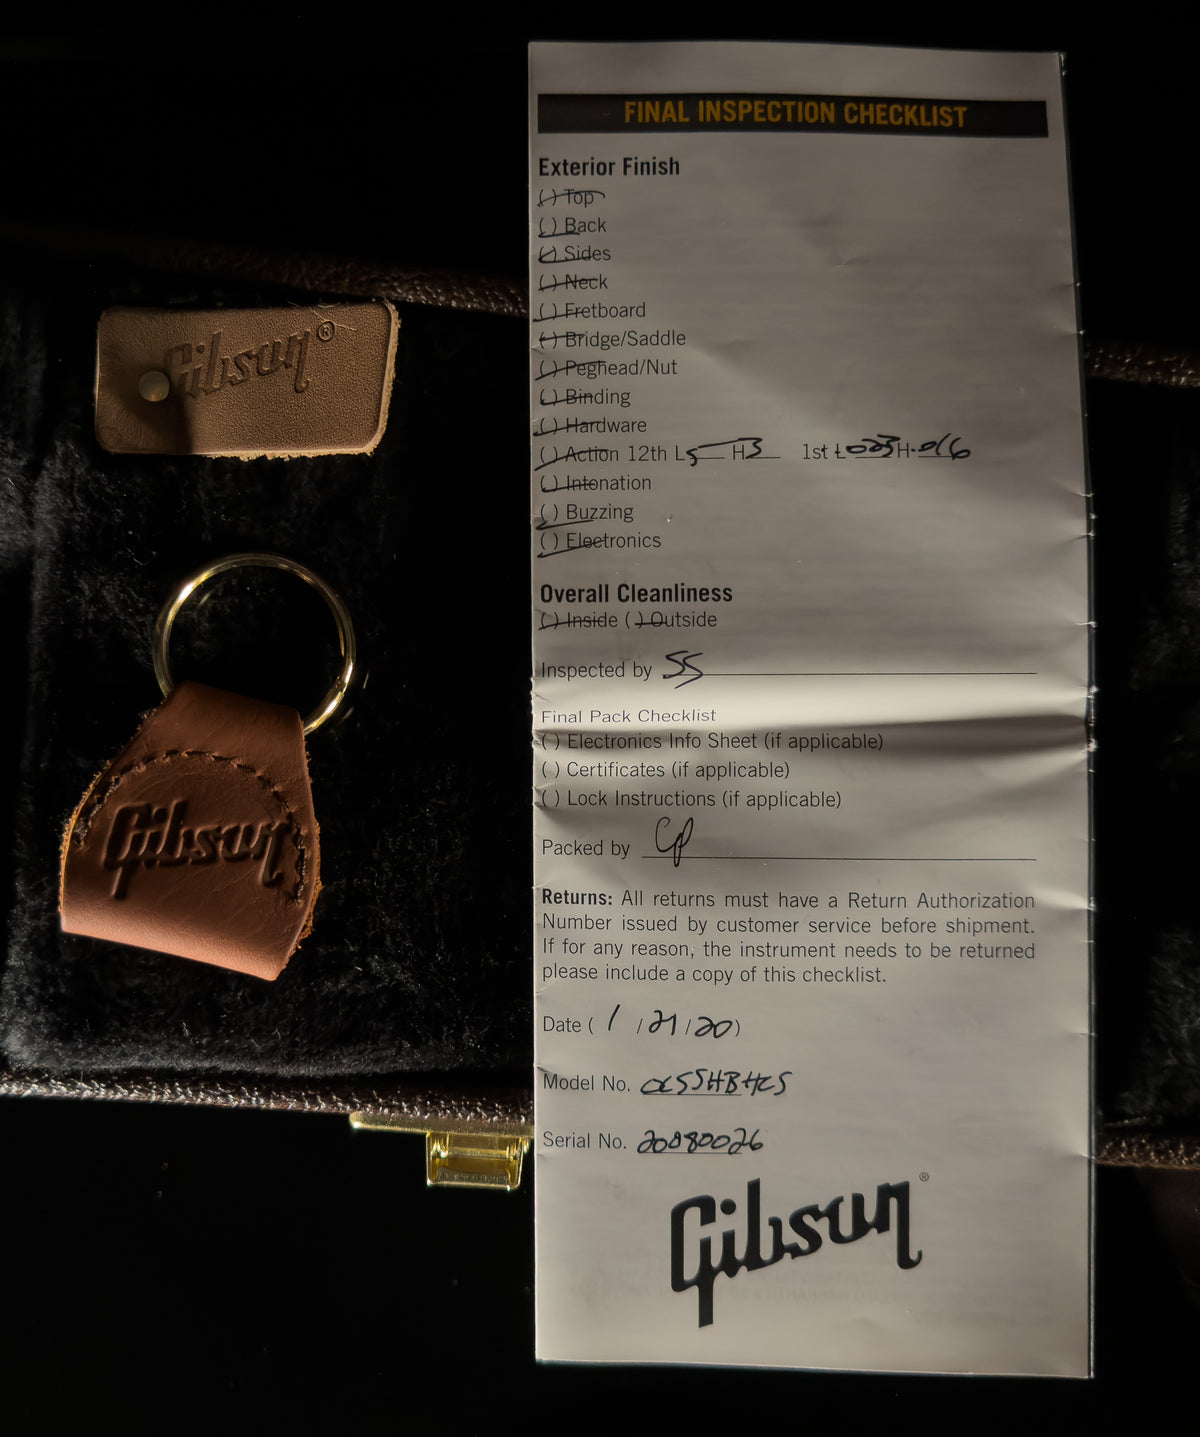 FINAL INSPECTION CHECKLIST
Exterior Finish
( ) Top
( ) Back
( ) Sides
( ) Neck
( ) Fretboard
( ) Bridge/Saddle
( ) Peghead/Nut
( ) Binding
( ) Hardware
( ) Action 12th L 5 H 3 1st L .023 H .016
( ) Intonation
( ) Buzzing
( ) Electronics
Overall Cleanliness
( ) Inside ( ) Outside
Inspected by SS
Final Pack Checklist
( ) Electronics Info Sheet (if applicable)
( ) Certificates (if applicable)
( ) Lock Instructions (if applicable)
Packed by
Returns: All returns must have a Return Authorization
Number issued by customer service before shipment.
If for any reason, the instrument needs to be returned
please include a copy of this checklist.
Date ( 1 / 21 / 20 )
Model No.
Serial No. 20080026
Gibson®
Gibson®
Gibson